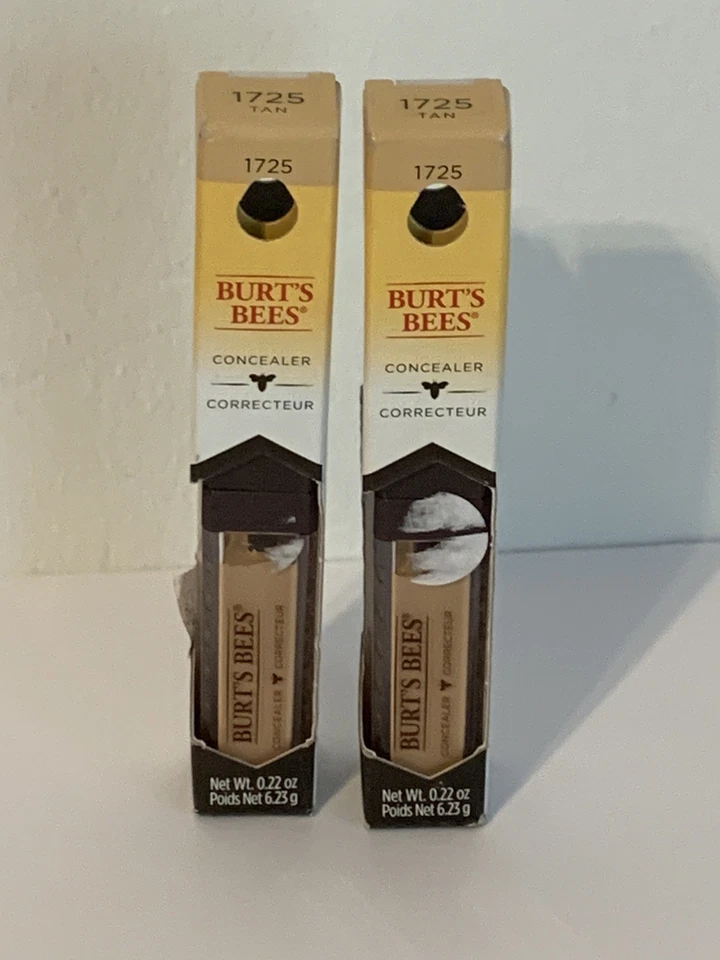 1725
TAN
1725
BURT'S
BEES®
CONCEALER
CORRECTEUR
BURT'S BEES®
CONCEALER CORRECTEUR
Net Wt. 0.22 oz
Poids Net 6.23 g
1725
TAN
1725
BURT'S
BEES®
CONCEALER
CORRECTEUR
BURT'S BEES®
CONCEALER CORRECTEUR
Net Wt. 0.22 oz
Poids Net 6.23 g